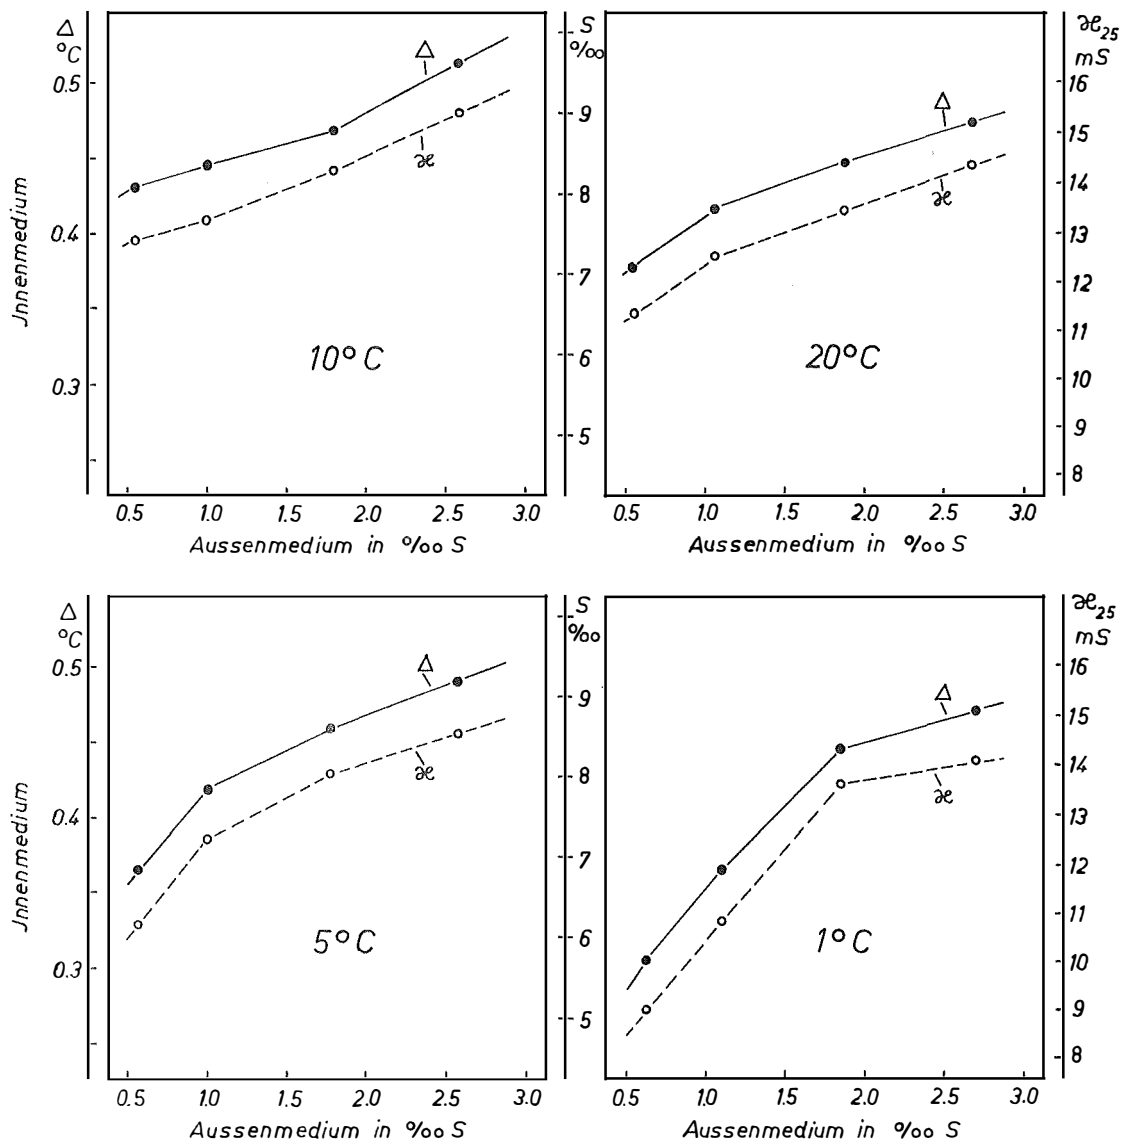 Δ
°C
0.5
0.4
0.3
Jnnenmedium
Δ
æ
10°C
0.5 1.0 1.5 2.0 2.5 3.0
Aussenmedium in ‰ S
S
‰
9
8
7
6
5
Δ
æ
20°C
0.5 1.0 1.5 2.0 2.5 3.0
Aussenmedium in ‰ S
æ25
mS
16
15
14
13
12
11
10
9
8
Δ
°C
0.5
0.4
0.3
Jnnenmedium
Δ
æ
5°C
0.5 1.0 1.5 2.0 2.5 3.0
Aussenmedium in ‰ S
S
‰
9
8
7
6
5
Δ
æ
1°C
0.5 1.0 1.5 2.0 2.5 3.0
Aussenmedium in ‰ S
æ25
mS
16
15
14
13
12
11
10
9
8